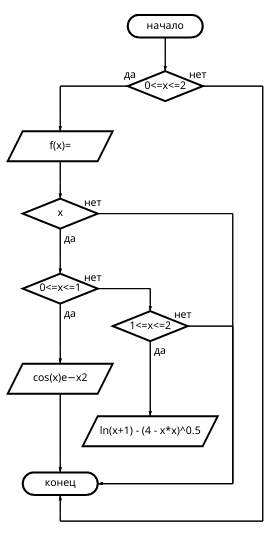 начало
да
нет
0<=x<=2
f(x)=
нет
x
да
нет
0<=x<=1
да
нет
1<=x<=2
да
cos(x)e−x2
ln(x+1) - (4 - x*x)^0.5
конец